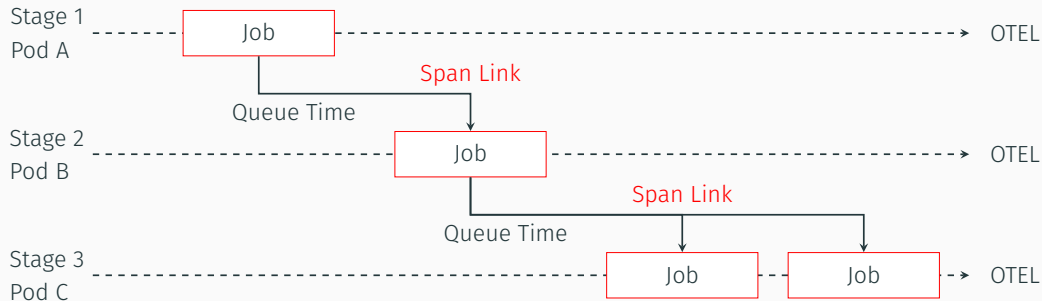 Stage 1
Pod A
Job
OTEL
Span Link
Queue Time
Stage 2
Pod B
Job
OTEL
Span Link
Queue Time
Stage 3
Pod C
Job
Job
OTEL